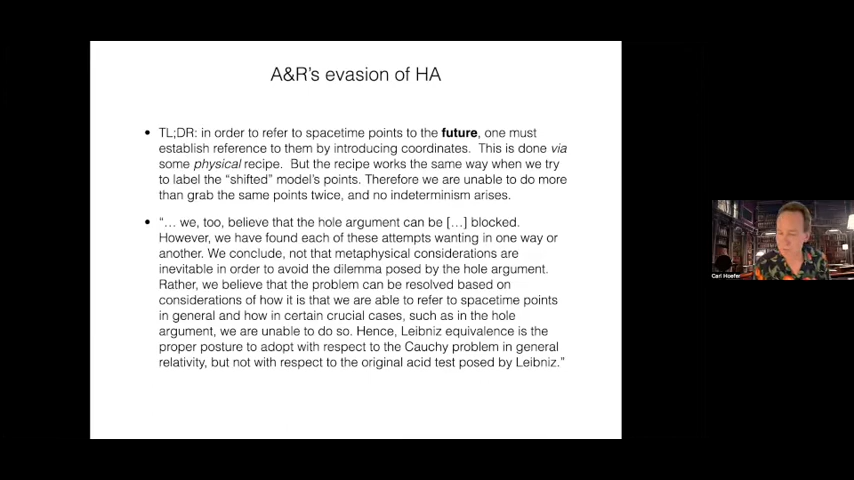 A&R's evasion of HA
• TL;DR: in order to refer to spacetime points to the future, one must
establish reference to them by introducing coordinates. This is done via
some physical recipe. But the recipe works the same way when we try
to label the “shifted” model's points. Therefore we are unable to do more
than grab the same points twice, and no indeterminism arises.
• “… we, too, believe that the hole argument can be […] blocked.
However, we have found each of these attempts wanting in one way or
another. We conclude, not that metaphysical considerations are
inevitable in order to avoid the dilemma posed by the hole argument.
Rather, we believe that the problem can be resolved based on
considerations of how it is that we are able to refer to spacetime points
in general and how in certain crucial cases, such as in the hole
argument, we are unable to do so. Hence, Leibniz equivalence is the
proper posture to adopt with respect to the Cauchy problem in general
relativity, but not with respect to the original acid test posed by Leibniz.”
Carl Hoefer